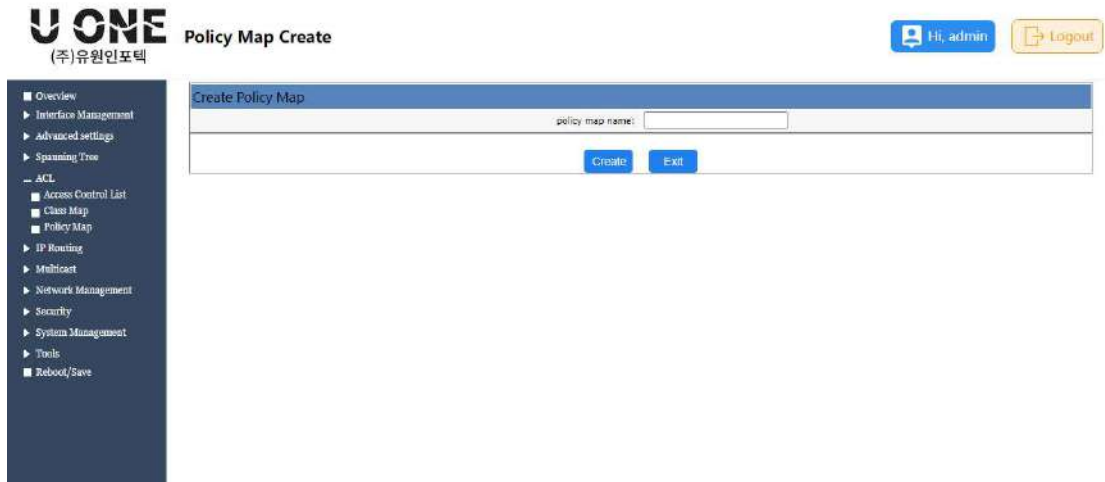 U ONE
(주)유원인포텍
Policy Map Create
Hi, admin
Logout
Overview
Interface Management
Advanced settings
Spanning Tree
ACL
Access Control List
Class Map
Policy Map
IP Routing
Multicast
Network Management
Security
System Management
Tools
Reboot/Save
Create Policy Map
policy map name:
Create Exit